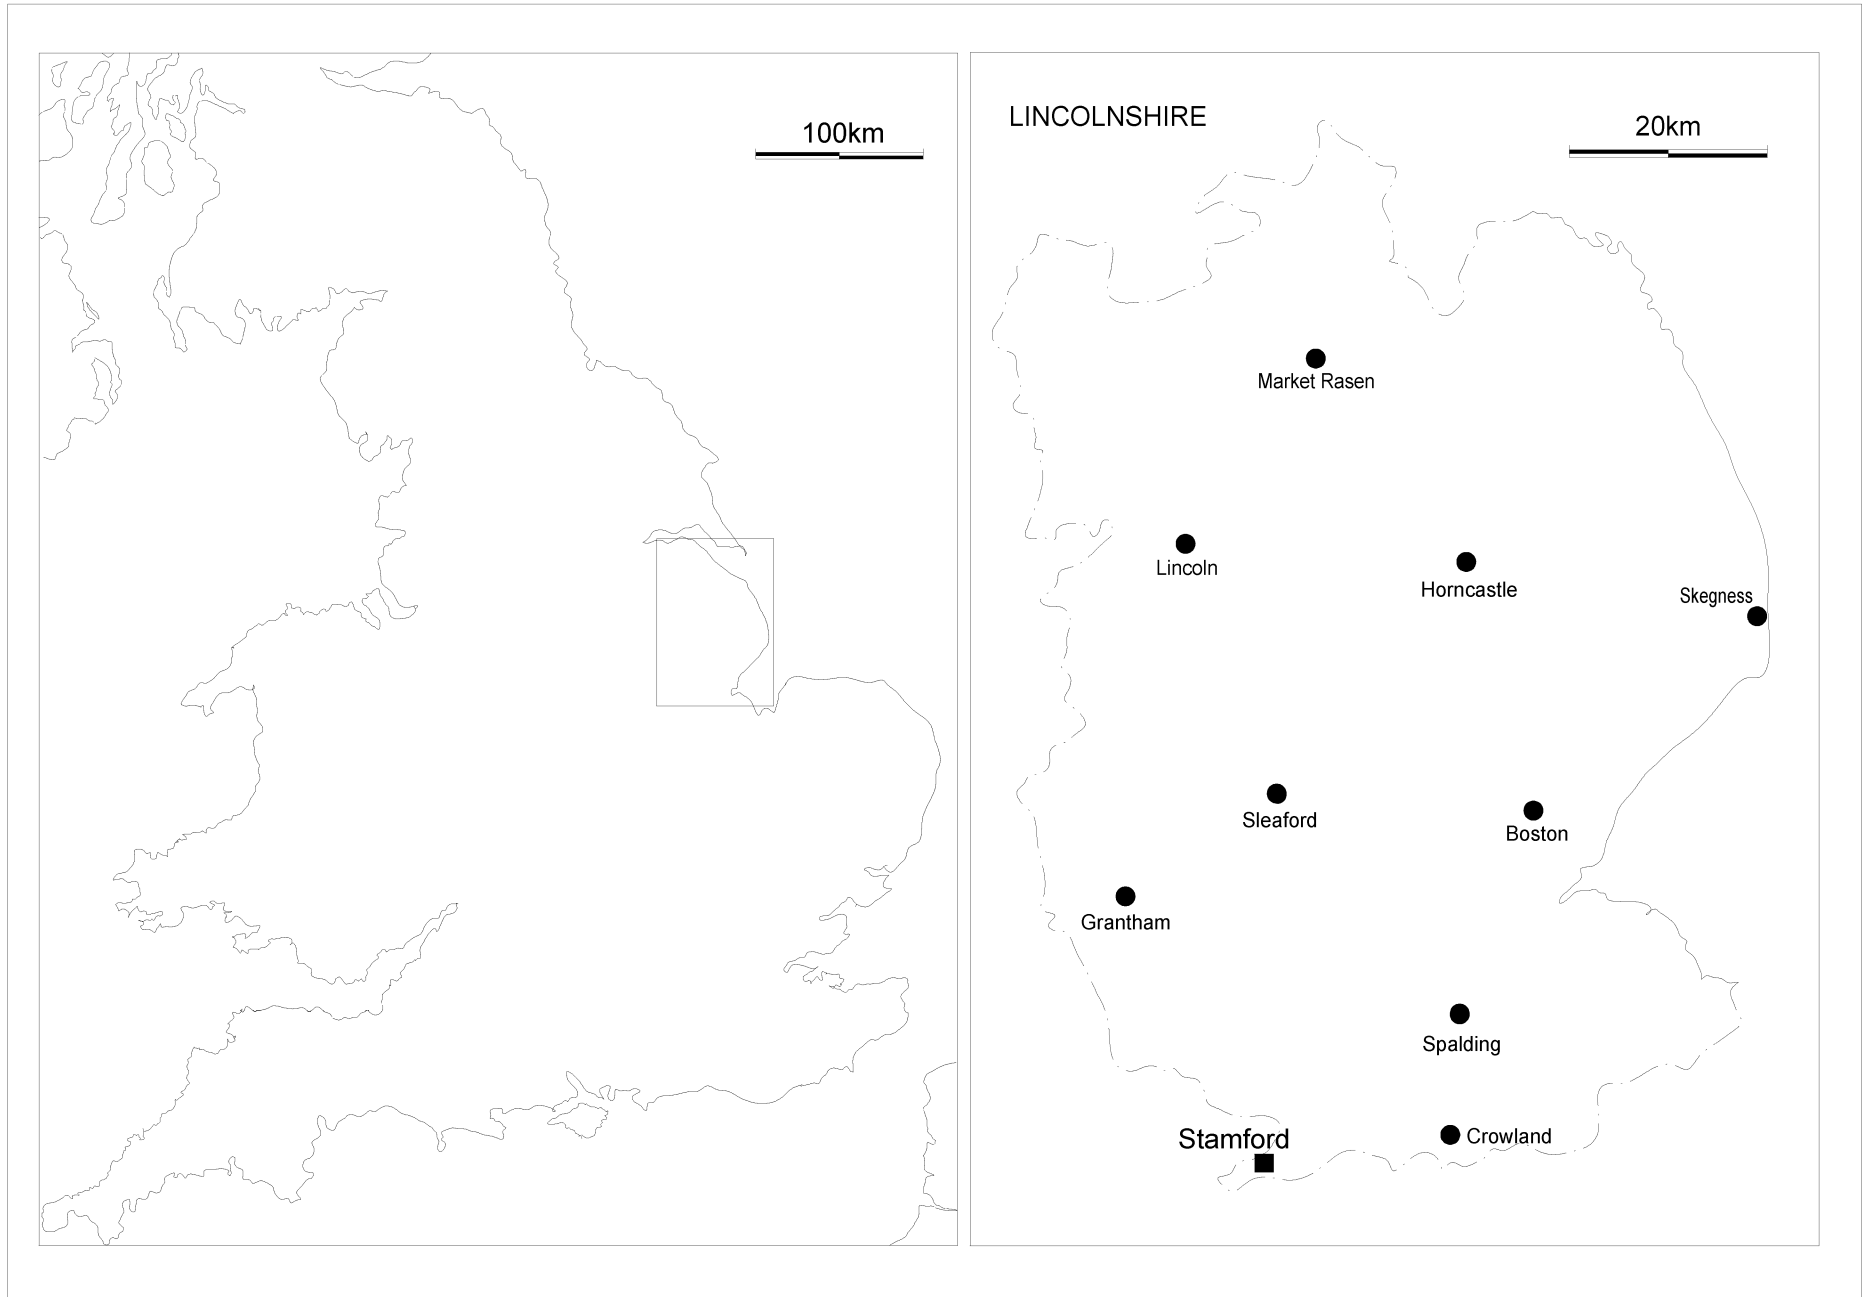 100km
LINCOLNSHIRE
20km
Market Rasen
Lincoln
Horncastle
Skegness
Sleaford
Boston
Grantham
Spalding
Stamford
Crowland